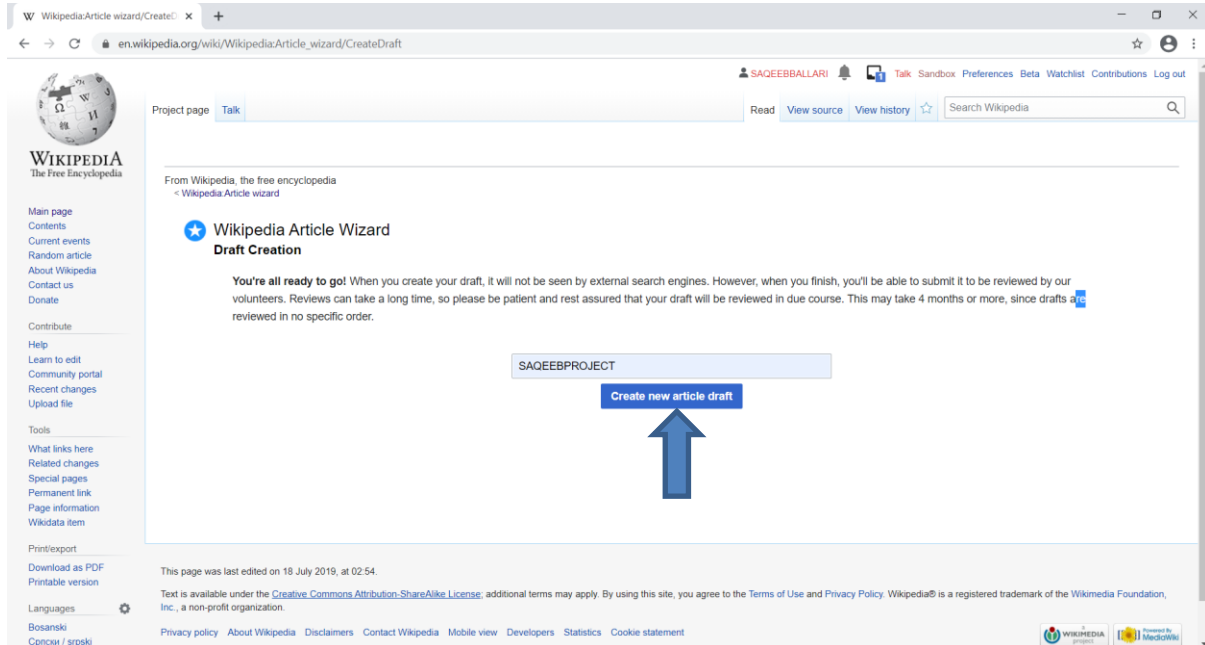 Wikipedia:Article wizard/CreateD
en.wikipedia.org/wiki/Wikipedia:Article_wizard/CreateDraft
SAQEEBBALLARI 1 Talk Sandbox Preferences Beta Watchlist Contributions Log out
Project page Talk Read View source View history Search Wikipedia
WIKIPEDIA
The Free Encyclopedia
From Wikipedia, the free encyclopedia
< Wikipedia:Article wizard
Main page
Contents
Current events
Random article
About Wikipedia
Contact us
Donate
Contribute
Help
Learn to edit
Community portal
Recent changes
Upload file
Tools
What links here
Related changes
Special pages
Permanent link
Page information
Wikidata item
Print/export
Download as PDF
Printable version
Languages
Bosanski
Српски / srpski
Wikipedia Article Wizard
Draft Creation
You're all ready to go! When you create your draft, it will not be seen by external search engines. However, when you finish, you'll be able to submit it to be reviewed by our
volunteers. Reviews can take a long time, so please be patient and rest assured that your draft will be reviewed in due course. This may take 4 months or more, since drafts are
reviewed in no specific order.
SAQEEBPROJECT
Create new article draft
This page was last edited on 18 July 2019, at 02:54.
Text is available under the Creative Commons Attribution-ShareAlike License; additional terms may apply. By using this site, you agree to the Terms of Use and Privacy Policy. Wikipedia® is a registered trademark of the Wikimedia Foundation,
Inc., a non-profit organization.
Privacy policy About Wikipedia Disclaimers Contact Wikipedia Mobile view Developers Statistics Cookie statement
A WIKIMEDIA project
Powered By MediaWiki